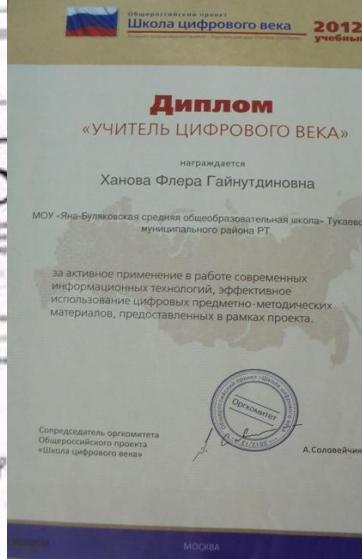 Общероссийский проект
Школа цифрового века
2012
учебный
Диплом
«УЧИТЕЛЬ ЦИФРОВОГО ВЕКА»
награждается
Ханова Флера Гайнутдиновна
МОУ «Яна-Буляковская средняя общеобразовательная школа» Тукаевс
муниципального района РТ
за активное применение в работе современных
информационных технологий, эффективное
использование цифровых предметно-методических
материалов, предоставленных в рамках проекта.
Оргкомитет
Сопредседатель оргкомитета
Общероссийского проекта
«Школа цифрового века»
А.Соловейчик
МОСКВА